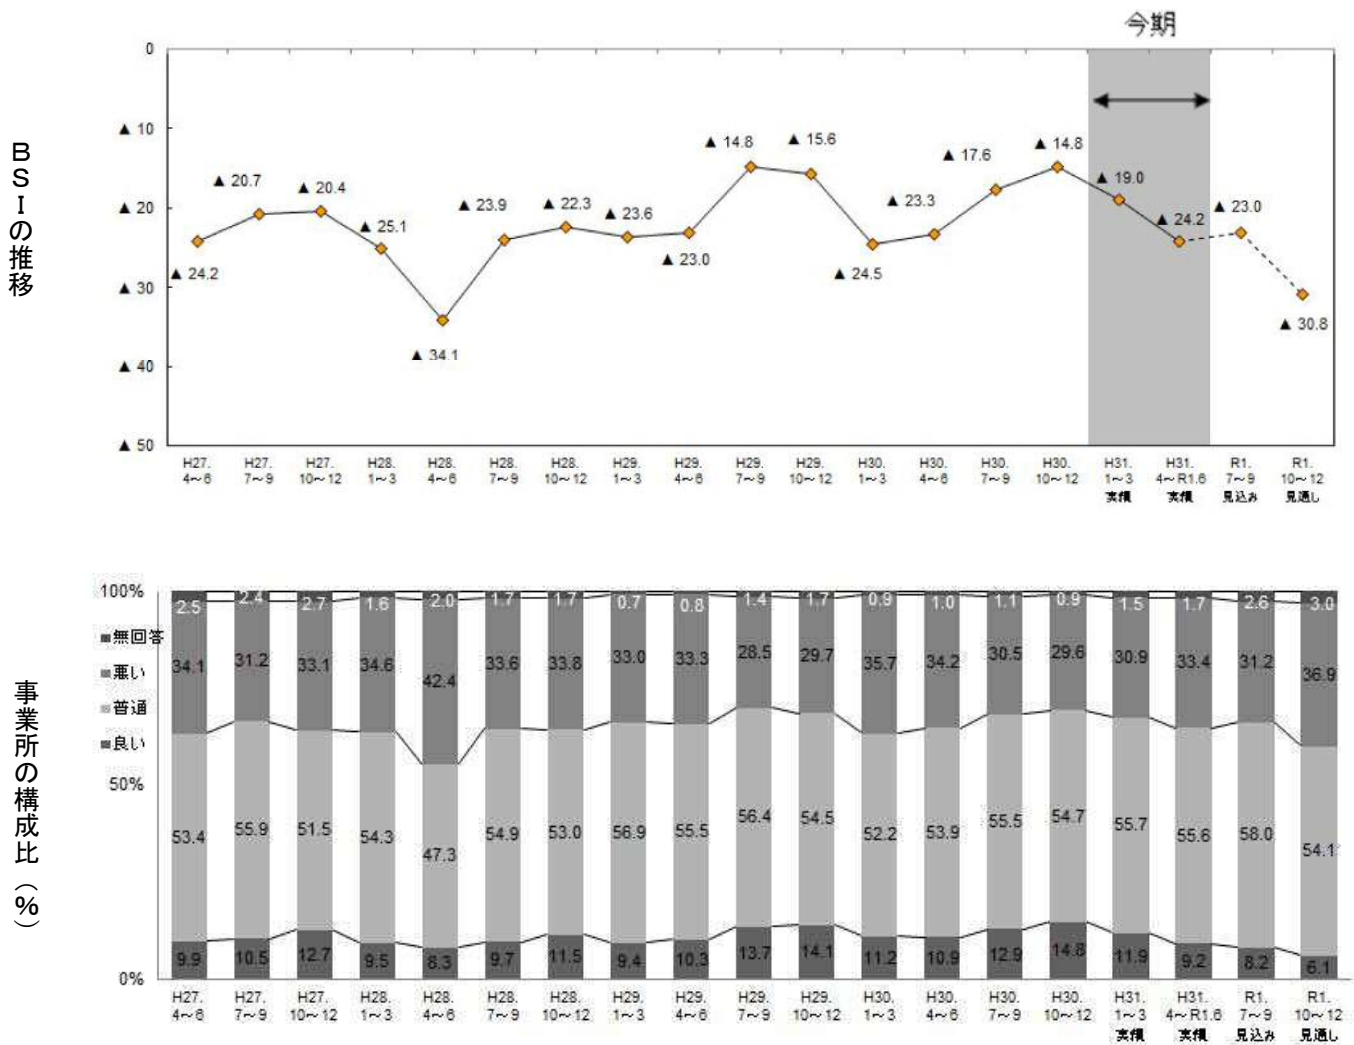 今期
BSIの推移
0
▲ 10
▲ 20
▲ 30
▲ 40
▲ 50
▲ 24.2
▲ 20.7
▲ 20.4
▲ 25.1
▲ 34.1
▲ 23.9
▲ 22.3
▲ 23.6
▲ 23.0
▲ 14.8
▲ 15.6
▲ 24.5
▲ 23.3
▲ 17.6
▲ 14.8
▲ 19.0
▲ 24.2
▲ 23.0
▲ 30.8
H27. H27. H27. H28. H28. H28. H28. H29. H29. H29. H29. H30. H30. H30. H30. H31. H31. R1. R1.
4～6 7～9 10～12 1～3 4～6 7～9 10～12 1～3 4～6 7～9 10～12 1～3 4～6 7～9 10～12 1～3 4～R1.6 7～9 10～12
実積 実積 見込み 見通し
事業所の構成比（%）
100%
50%
0%
■無回答
■悪い
■普通
■良い
2.5 2.4 2.7 1.6 2.0 1.7 1.7 0.7 0.8 1.4 1.7 0.9 1.0 1.1 0.9 1.5 1.7 2.6 3.0
34.1 31.2 33.1 34.6 42.4 33.6 33.8 33.0 33.3 28.5 29.7 35.7 34.2 30.5 29.6 30.9 33.4 31.2 36.9
53.4 55.9 51.5 54.3 47.3 54.9 53.0 56.9 55.5 56.4 54.5 52.2 53.9 55.5 54.7 55.7 55.6 58.0 54.1
9.9 10.5 12.7 9.5 8.3 9.7 11.5 9.4 10.3 13.7 14.1 11.2 10.9 12.9 14.8 11.9 9.2 8.2 6.1
H27. H27. H27. H28. H28. H28. H28. H29. H29. H29. H29. H30. H30. H30. H30. H31. H31. R1. R1.
4～6 7～9 10～12 1～3 4～6 7～9 10～12 1～3 4～6 7～9 10～12 1～3 4～6 7～9 10～12 1～3 4～R1.6 7～9 10～12
実積 実積 見込み 見通し